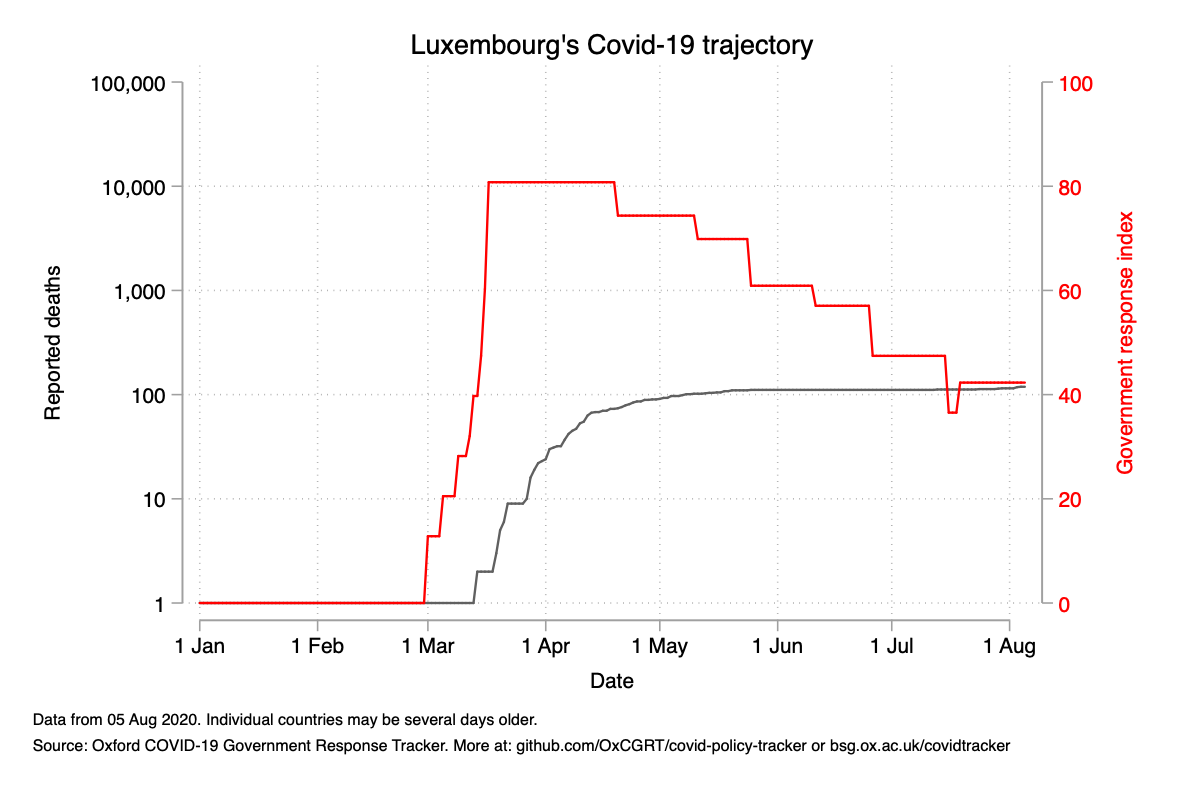 Luxembourg's Covid-19 trajectory
100,000
10,000
1,000
100
10
1
Reported deaths
100
80
60
40
20
0
Government response index
1 Jan
1 Feb
1 Mar
1 Apr
1 May
1 Jun
1 Jul
1 Aug
Date
Data from 05 Aug 2020. Individual countries may be several days older.
Source: Oxford COVID-19 Government Response Tracker. More at: github.com/OxCGRT/covid-policy-tracker or bsg.ox.ac.uk/covidtracker